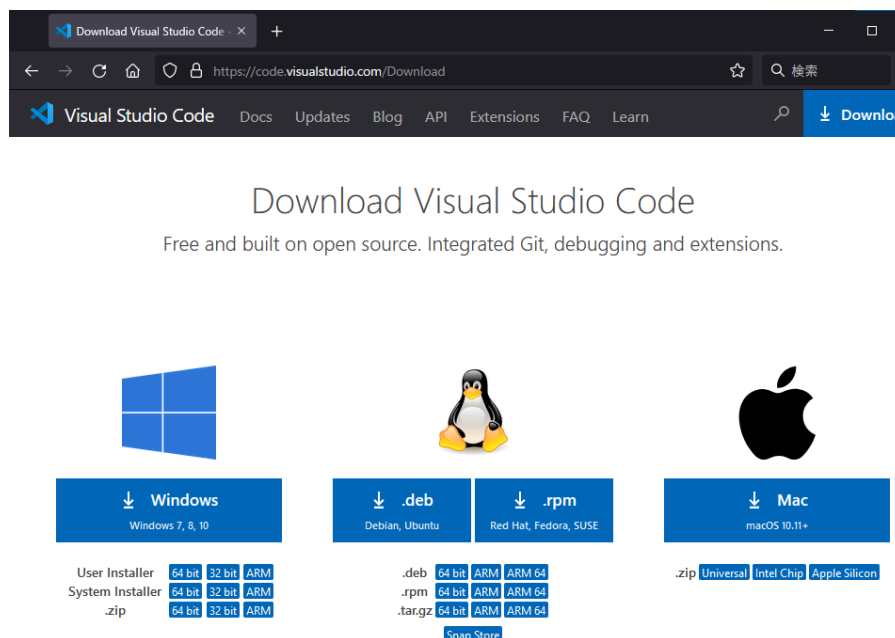 Download Visual Studio Code -
https://code.visualstudio.com/Download
検索
Visual Studio Code Docs Updates Blog API Extensions FAQ Learn
Download Visual Studio Code
Free and built on open source. Integrated Git, debugging and extensions.
Windows
Windows 7, 8, 10
.deb
Debian, Ubuntu
.rpm
Red Hat, Fedora, SUSE
Mac
macOS 10.11+
User Installer 64 bit 32 bit ARM
System Installer 64 bit 32 bit ARM
.zip 64 bit 32 bit ARM
.deb 64 bit ARM ARM 64
.rpm 64 bit ARM ARM 64
.tar.gz 64 bit ARM ARM 64
Snap Store
.zip Universal Intel Chip Apple Silicon